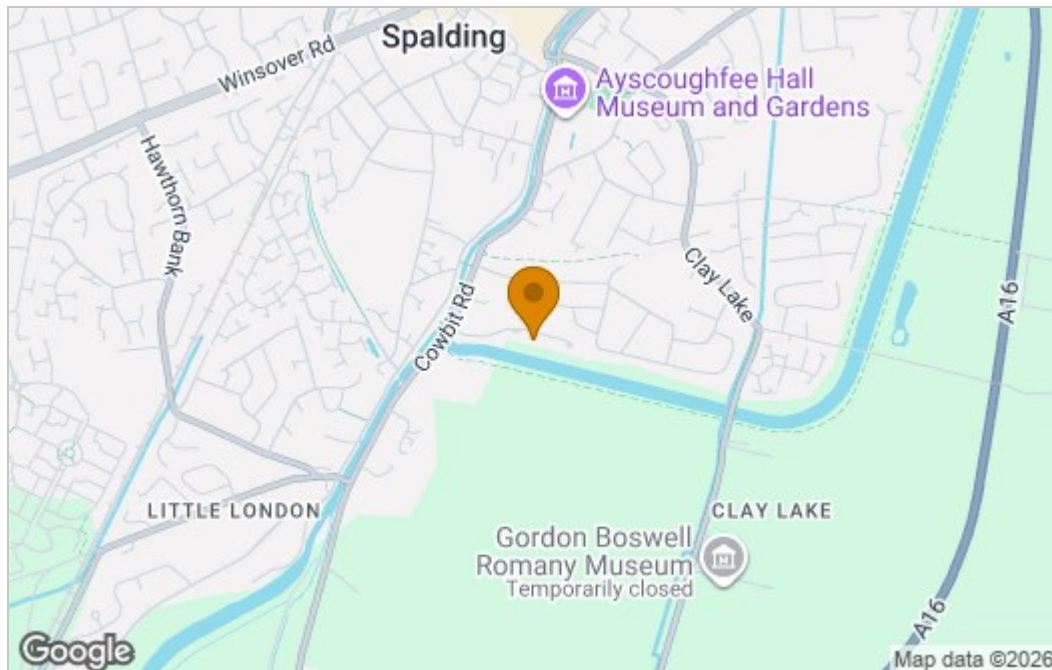 Spalding
Winsover Rd
Ayscoughfee Hall
Museum and Gardens
Hawthorn Bank
Clay Lake
Cowbit Rd
A16
LITTLE LONDON
CLAY LAKE
Gordon Boswell
Romany Museum
Temporarily closed
A16
Google
Map data ©2026